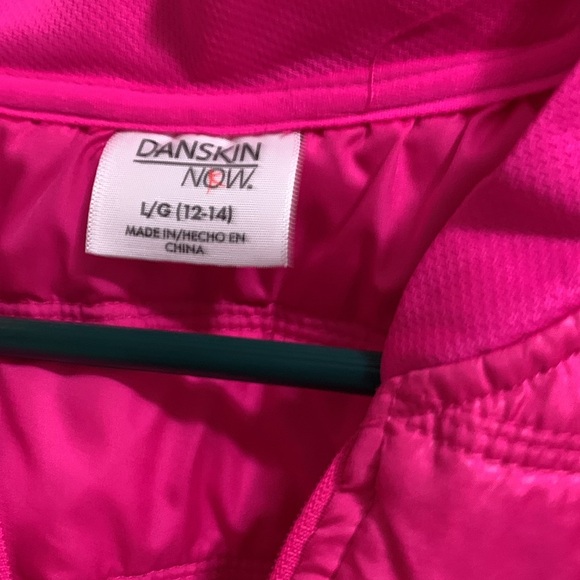 DANSKIN
NOW.
L/G (12-14)
MADE IN/HECHO EN
CHINA